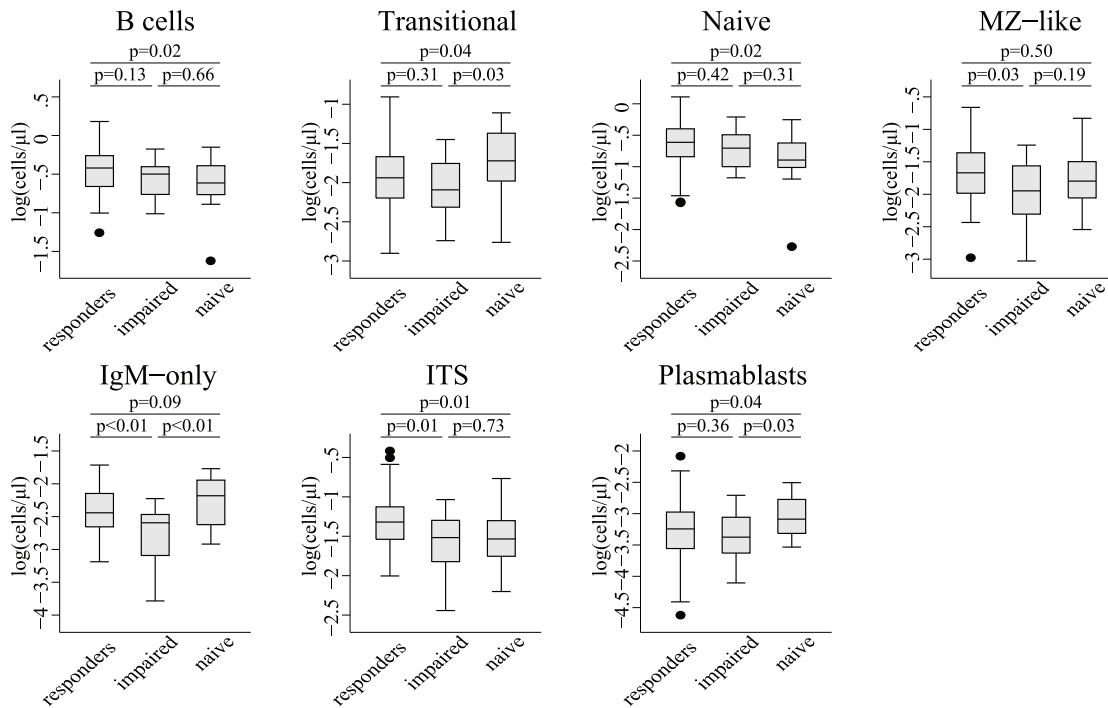 B cells
p=0.02
p=0.13 p=0.66
log(cells/µl)
.5
0
−.5
−1
−1.5
responders
impaired
naive
Transitional
p=0.04
p=0.31 p=0.03
log(cells/µl)
−1
−1.5
−2
−2.5
−3
responders
impaired
naive
Naive
p=0.02
p=0.42 p=0.31
log(cells/µl)
0
−.5
−1
−1.5
−2
−2.5
responders
impaired
naive
MZ−like
p=0.50
p=0.03 p=0.19
log(cells/µl)
−.5
−1
−1.5
−2
−2.5
−3
responders
impaired
naive
IgM−only
p=0.09
p<0.01 p<0.01
log(cells/µl)
−1.5
−2
−2.5
−3
−3.5
−4
responders
impaired
naive
ITS
p=0.01
p=0.01 p=0.73
log(cells/µl)
−.5
−1
−1.5
−2
−2.5
responders
impaired
naive
Plasmablasts
p=0.04
p=0.36 p=0.03
log(cells/µl)
−2
−2.5
−3
−3.5
−4
−4.5
responders
impaired
naive